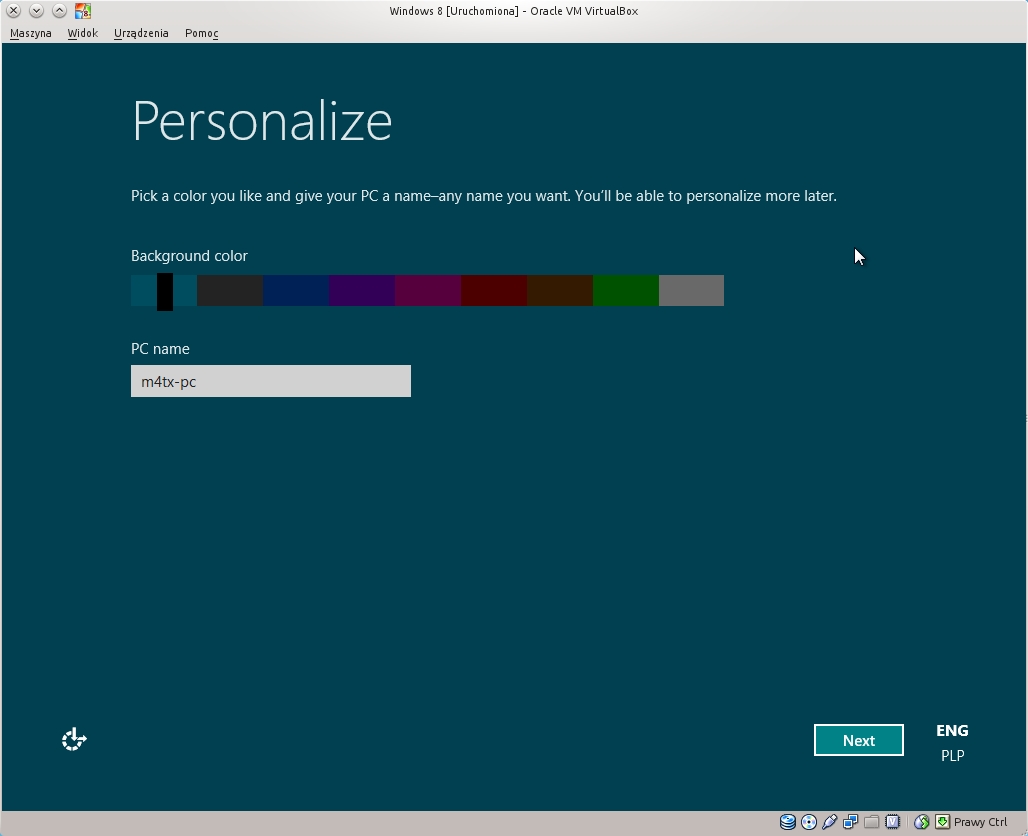 Windows 8 [Uruchomiona] - Oracle VM VirtualBox
Maszyna Widok Urządzenia Pomoc
Personalize
Pick a color you like and give your PC a name–any name you want. You’ll be able to personalize more later.
Background color
PC name
m4tx-pc
Next
ENG
PLP
Prawy Ctrl